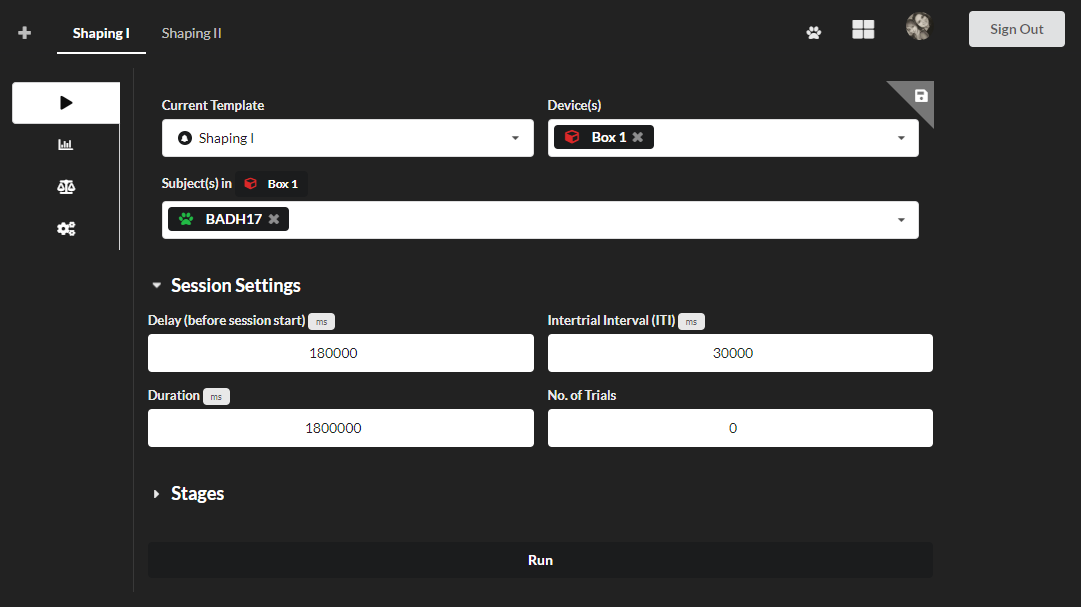 Shaping I
Shaping II
Sign Out
Current Template
Device(s)
Shaping I
Box 1
Subject(s) in Box 1
BADH17
Session Settings
Delay (before session start) ms
Intertrial Interval (ITI) ms
180000
30000
Duration ms
No. of Trials
1800000
0
Stages
Run